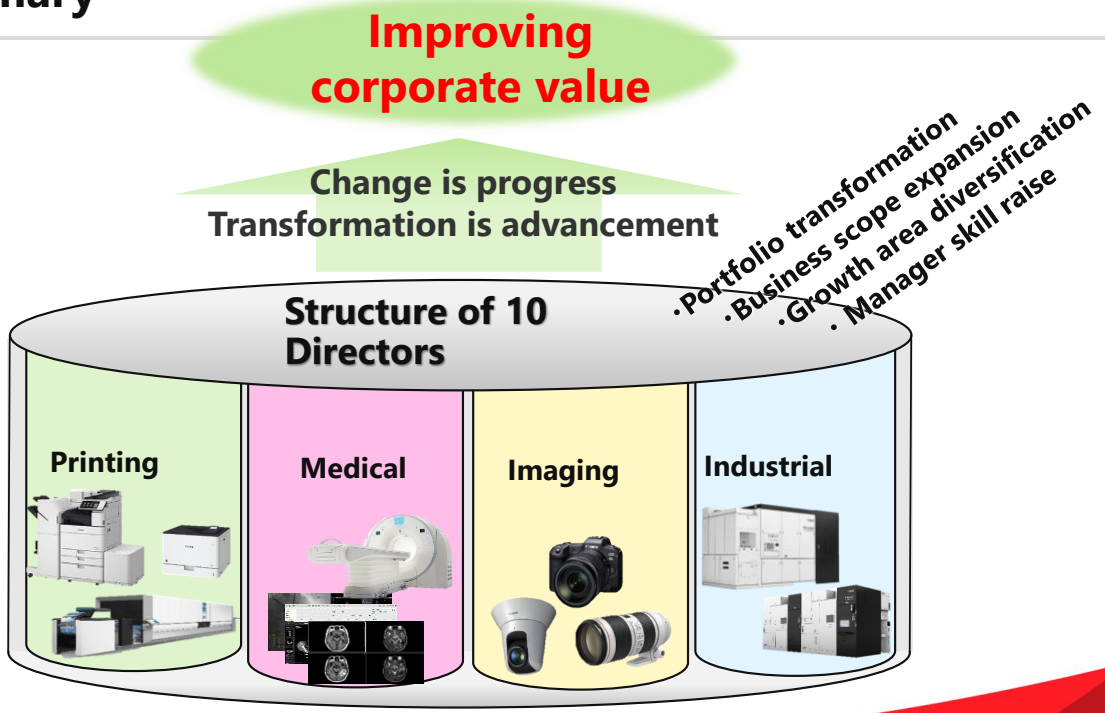 Improving
corporate value
Change is progress
Transformation is advancement
・Portfolio transformation
・Business scope expansion
・Growth area diversification
・ Manager skill raise
Structure of 10
Directors
Printing
Medical
Imaging
Industrial